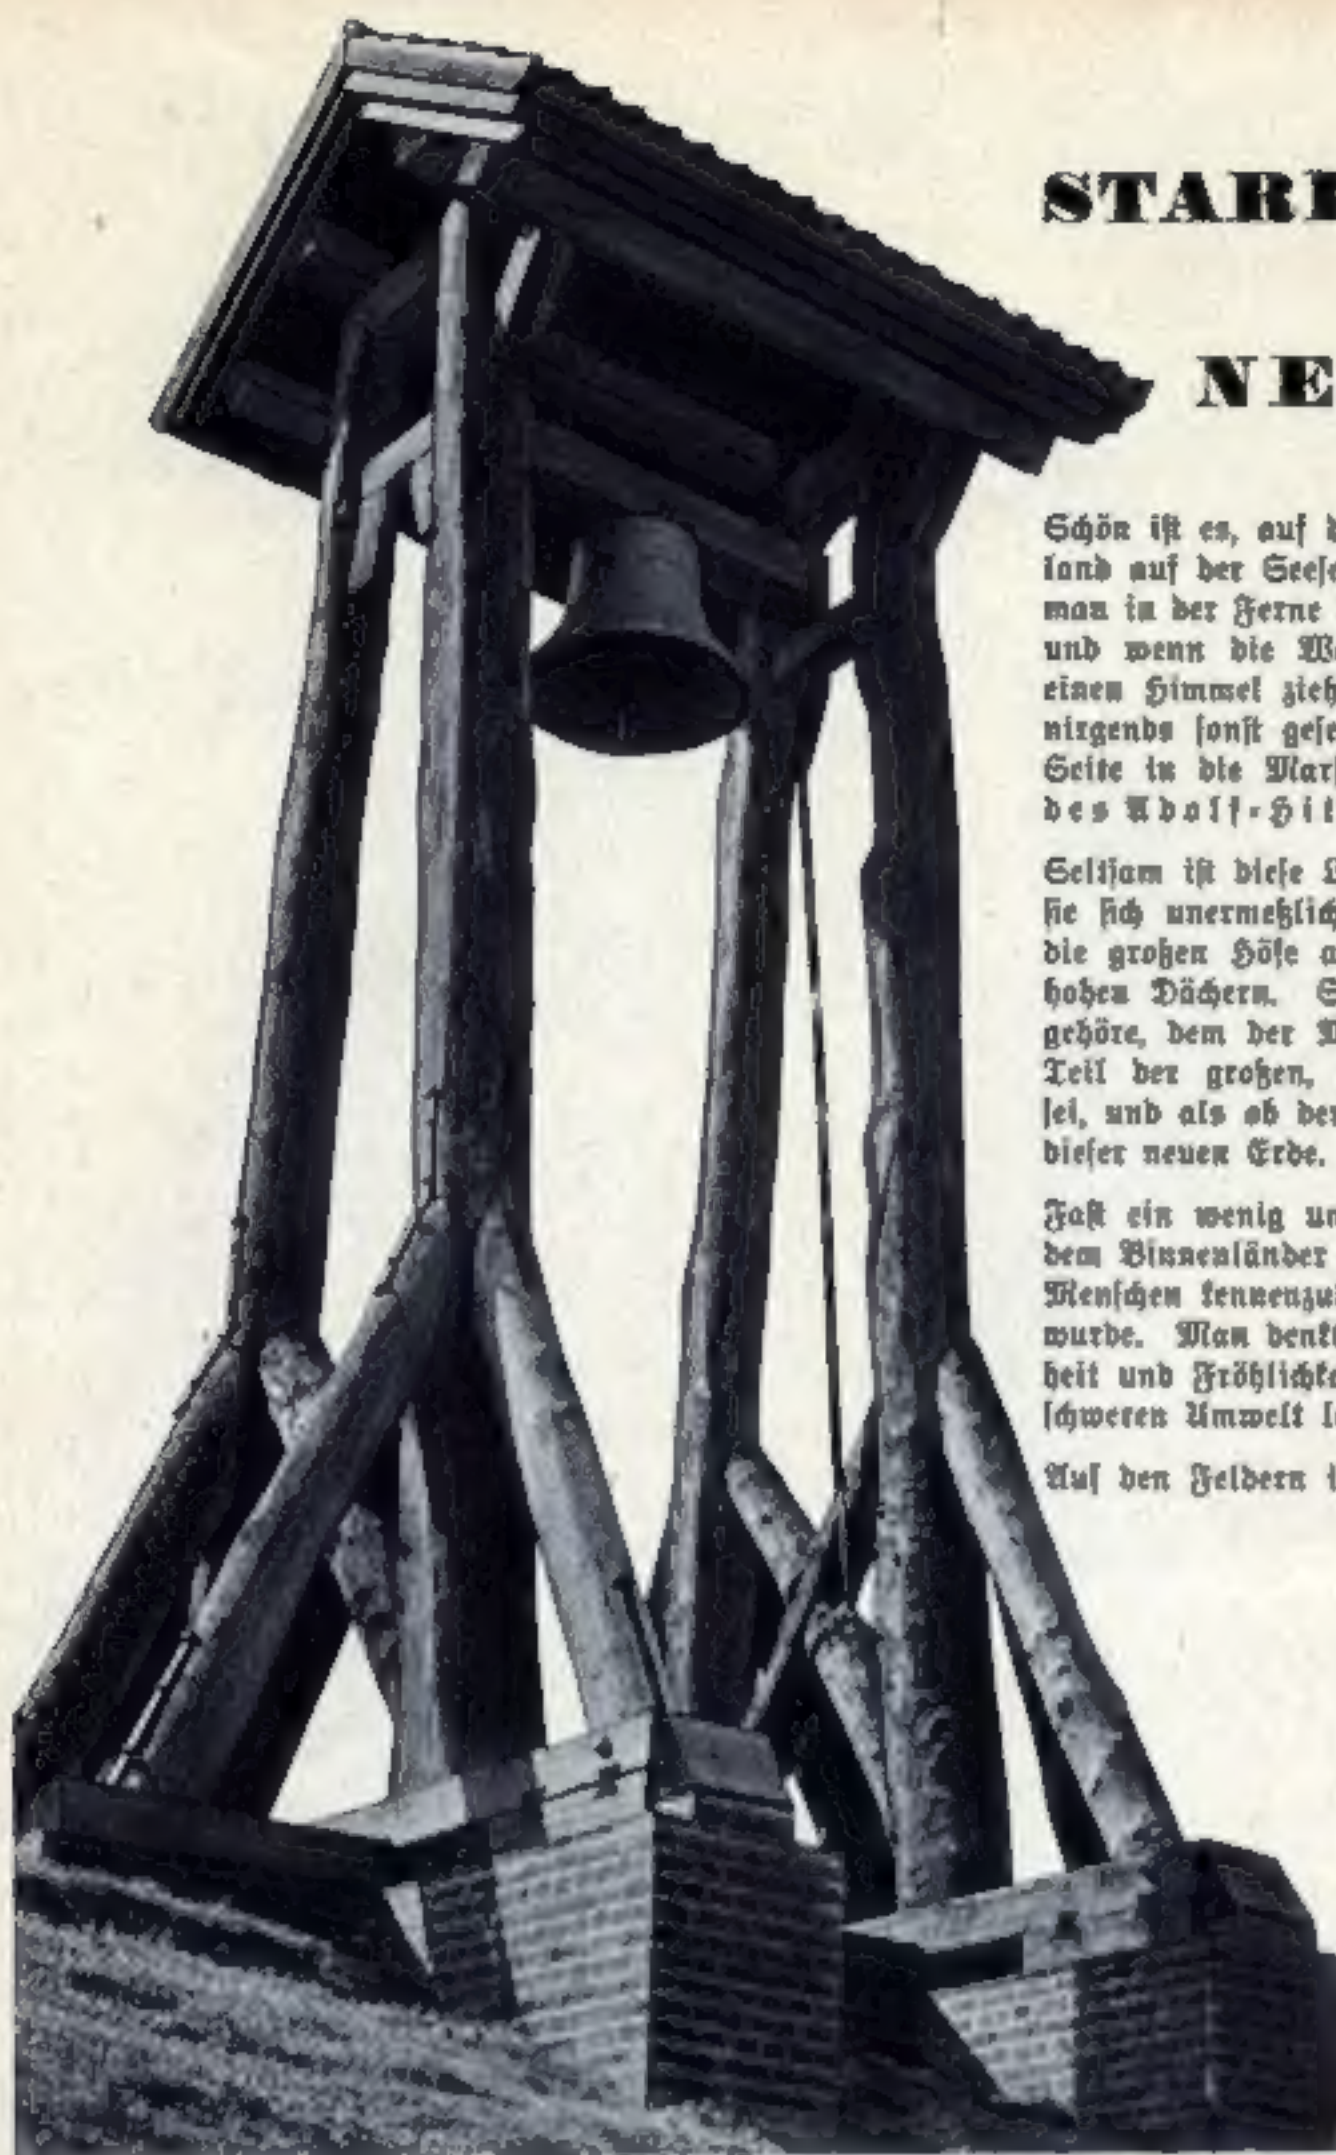 STARK
NE
Schön ist es, auf d
land auf der Seese
man in der Ferne
und wenn die Wo
einen Himmel zieh
nirgends sonst gese
Seite in die Mars
des Adolf-Hit
Seltsam ist diese L
sie sich unermeßlich
die großen Höfe a
hohen Dächern. S
gehöre, dem der A
Teil der großen,
sei, und als ob der
dieser neuen Erde.
Fast ein wenig un
dem Binnenländer
Menschen kennenzu
wurde. Man denkt
heit und Fröhlichke
schweren Umwelt l
Auf den Feldern i